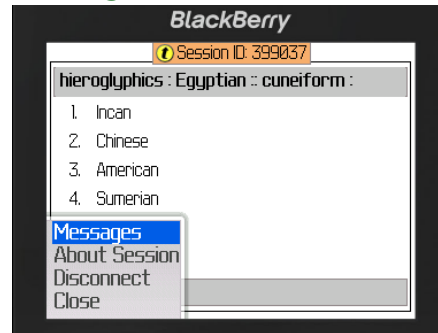 BlackBerry
Session ID: 399037
hieroglyphics : Egyptian :: cuneiform :
1. Incan
2. Chinese
3. American
4. Sumerian
Messages
About Session
Disconnect
Close